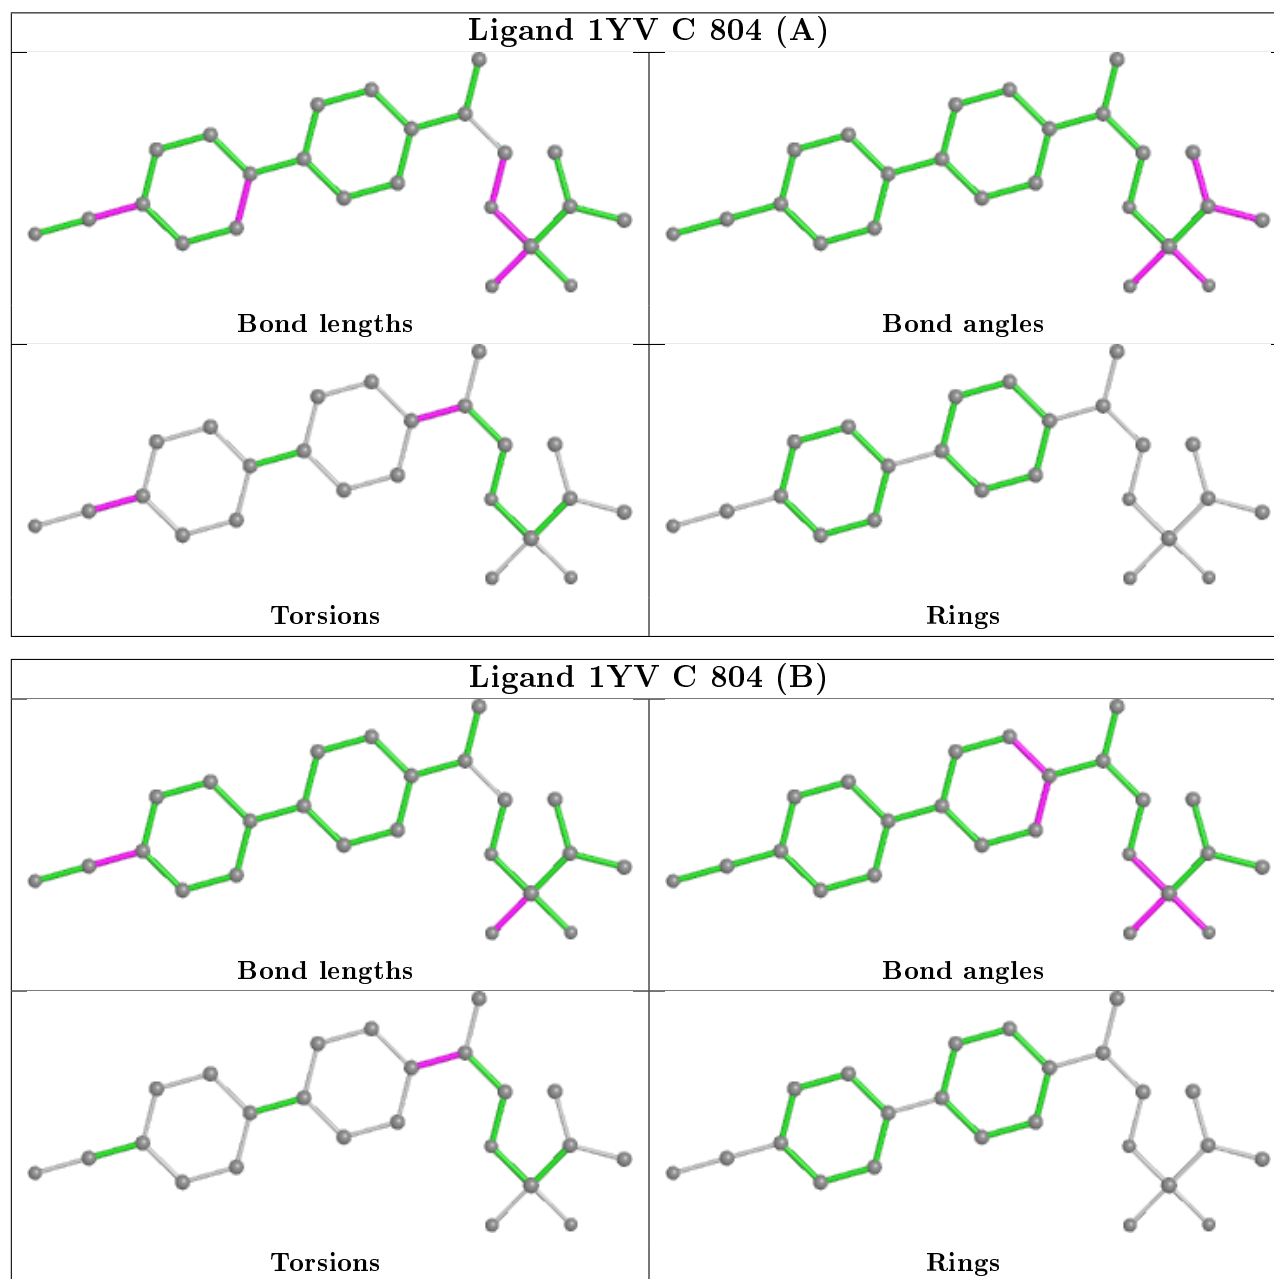 Ligand 1YV C 804 (A)
Bond lengths
Bond angles
Torsions
Rings
Ligand 1YV C 804 (B)
Bond lengths
Bond angles
Torsions
Rings